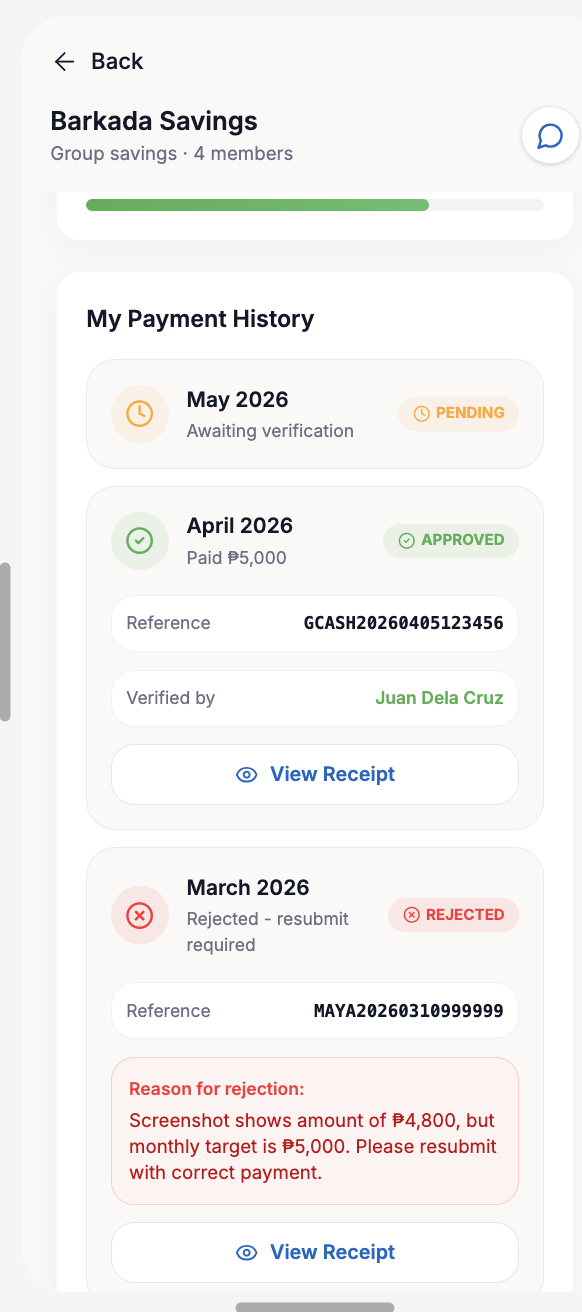 Back
Barkada Savings
Group savings · 4 members
My Payment History
May 2026
Awaiting verification
PENDING
April 2026
Paid ₱5,000
APPROVED
Reference
GCASH20260405123456
Verified by
Juan Dela Cruz
View Receipt
March 2026
Rejected - resubmit
required
REJECTED
Reference
MAYA20260310999999
Reason for rejection:
Screenshot shows amount of ₱4,800, but
monthly target is ₱5,000. Please resubmit
with correct payment.
View Receipt